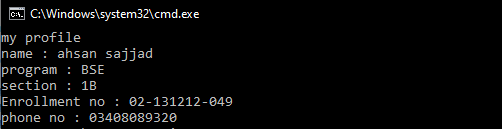 C:\Windows\system32\cmd.exe
my profile
name : ahsan sajjad
program : BSE
section : 1B
Enrollment no : 02-131212-049
phone no : 03408089320